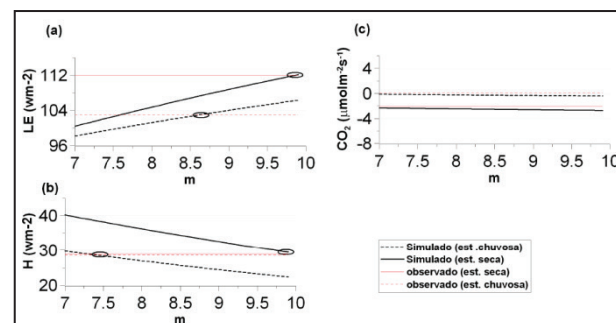 (a)
LE (wm-2)
112
104
96
7 7.5 8 8.5 9 9.5 10
m
(b)
H (wm-2)
40
30
20
7 7.5 8 8.5 9 9.5 10
m
(c)
CO₂ (µmolm⁻²s⁻¹)
4
0
-4
-8
7 7.5 8 8.5 9 9.5 10
m
Simulado (est .chuvosa)
Simulado (est. seca)
observado (est. seca)
observado (est. chuvosa)